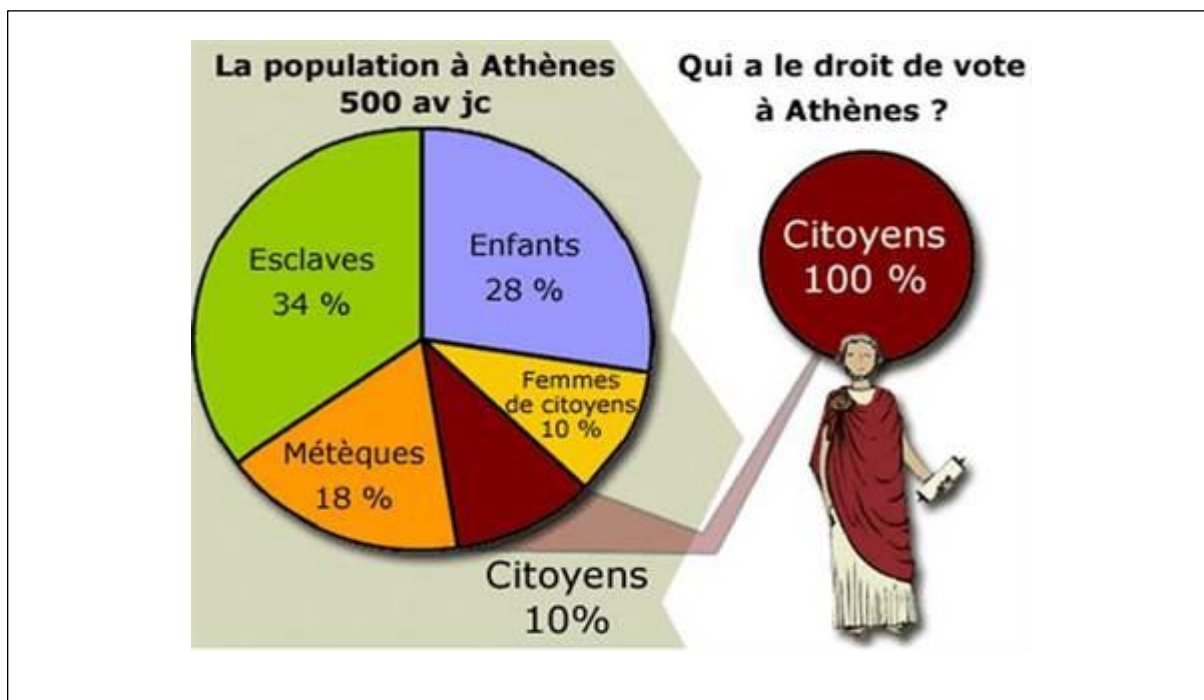 La population à Athènes
500 av jc
Qui a le droit de vote
à Athènes ?
Esclaves
34 %
Enfants
28 %
Femmes
de citoyens
10 %
Métèques
18 %
Citoyens
10%
Citoyens
100 %